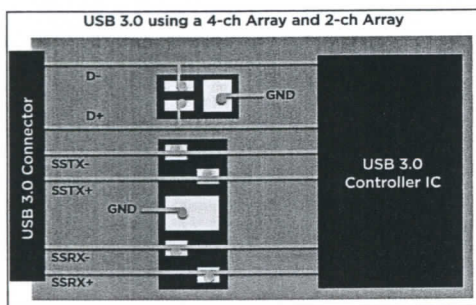 USB 3.0 using a 4-ch Array and 2-ch Array
USB 3.0 Connector
D-
D+
GND
SSTX-
SSTX+
GND
SSRX-
SSRX+
USB 3.0
Controller IC